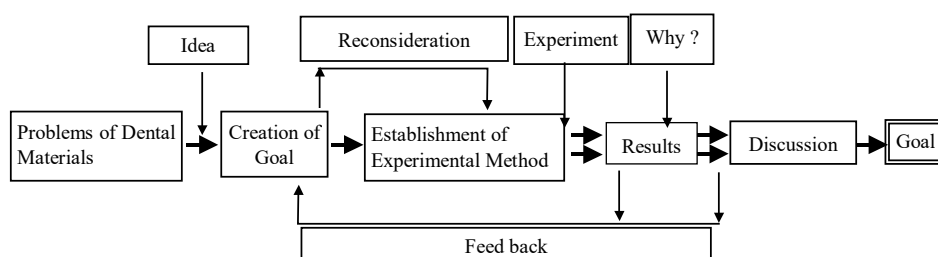 Idea
Reconsideration
Experiment
Why ?
Problems of Dental
Materials
Creation of
Goal
Establishment of
Experimental Method
Results
Discussion
Goal
Feed back